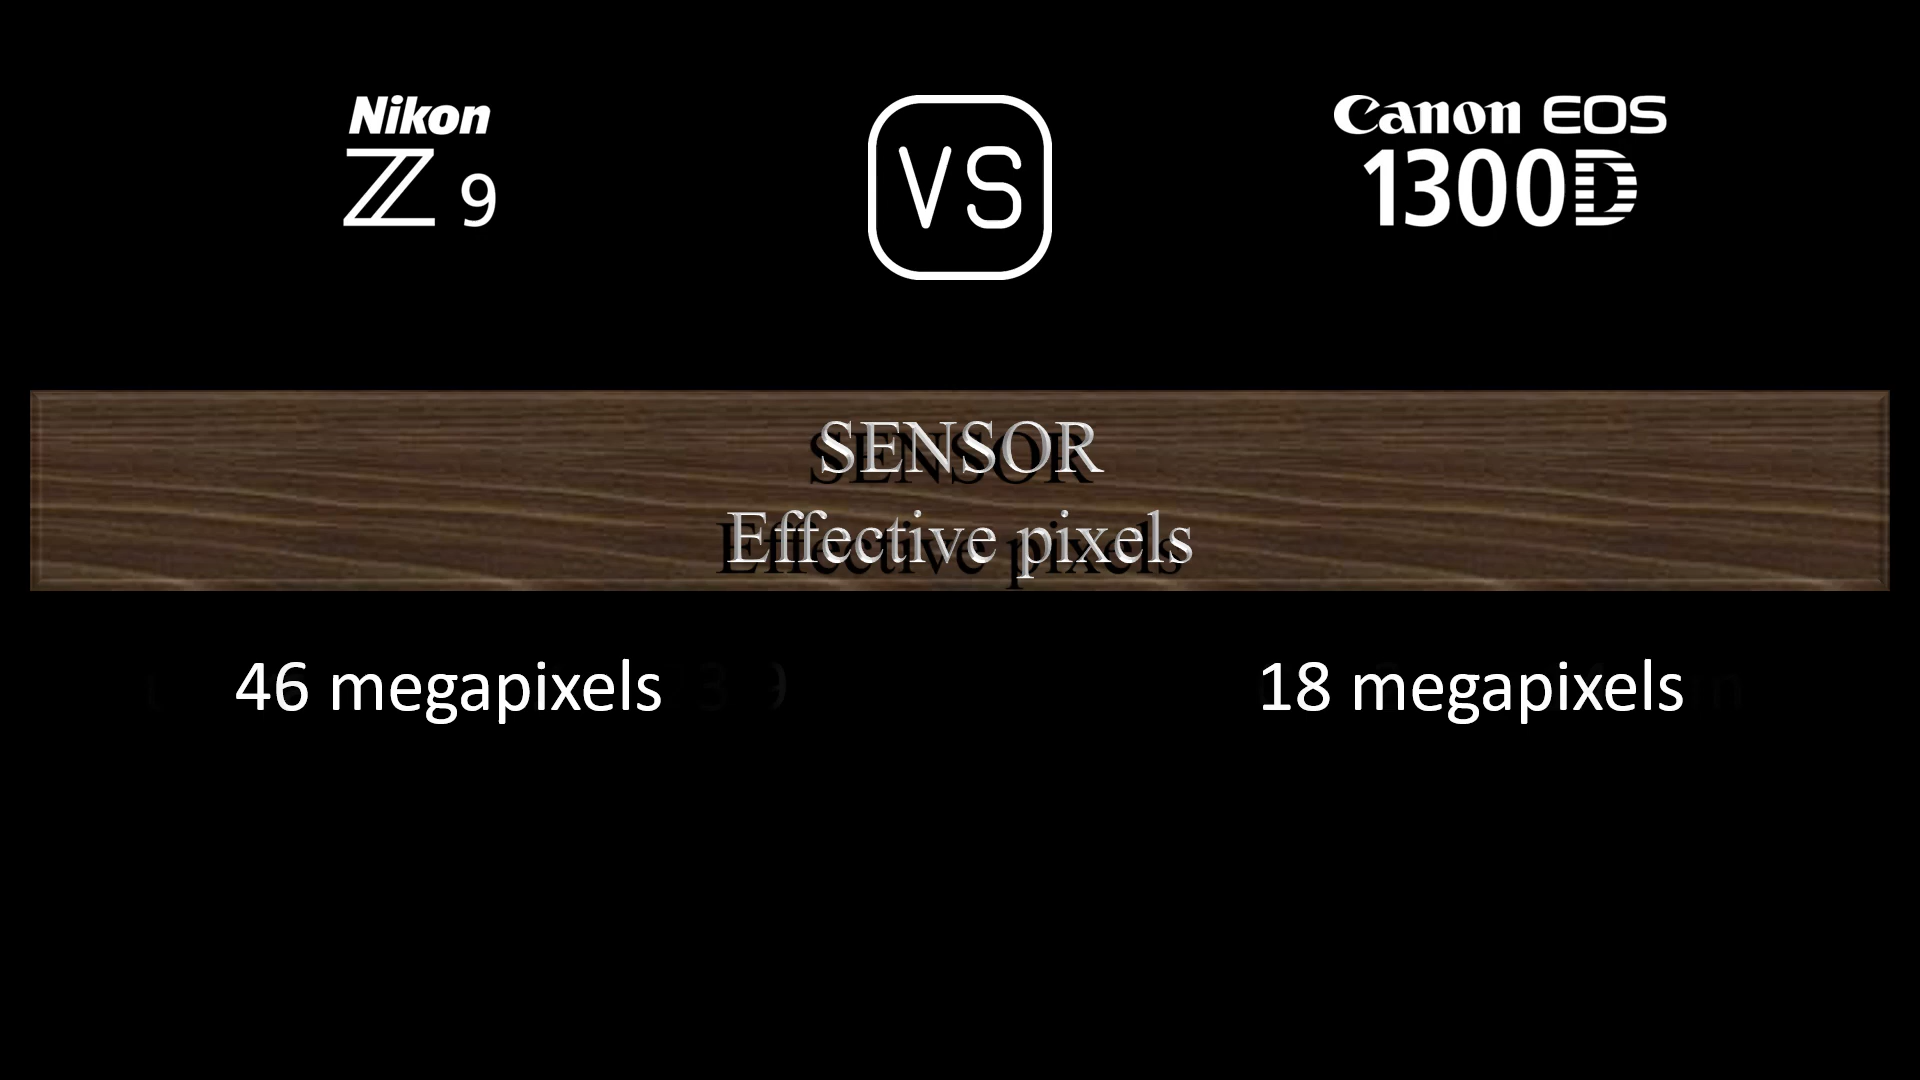 Nikon
Z 9
VS
Canon EOS
1300D
SENSOR
Effective pixels
46 megapixels
18 megapixels